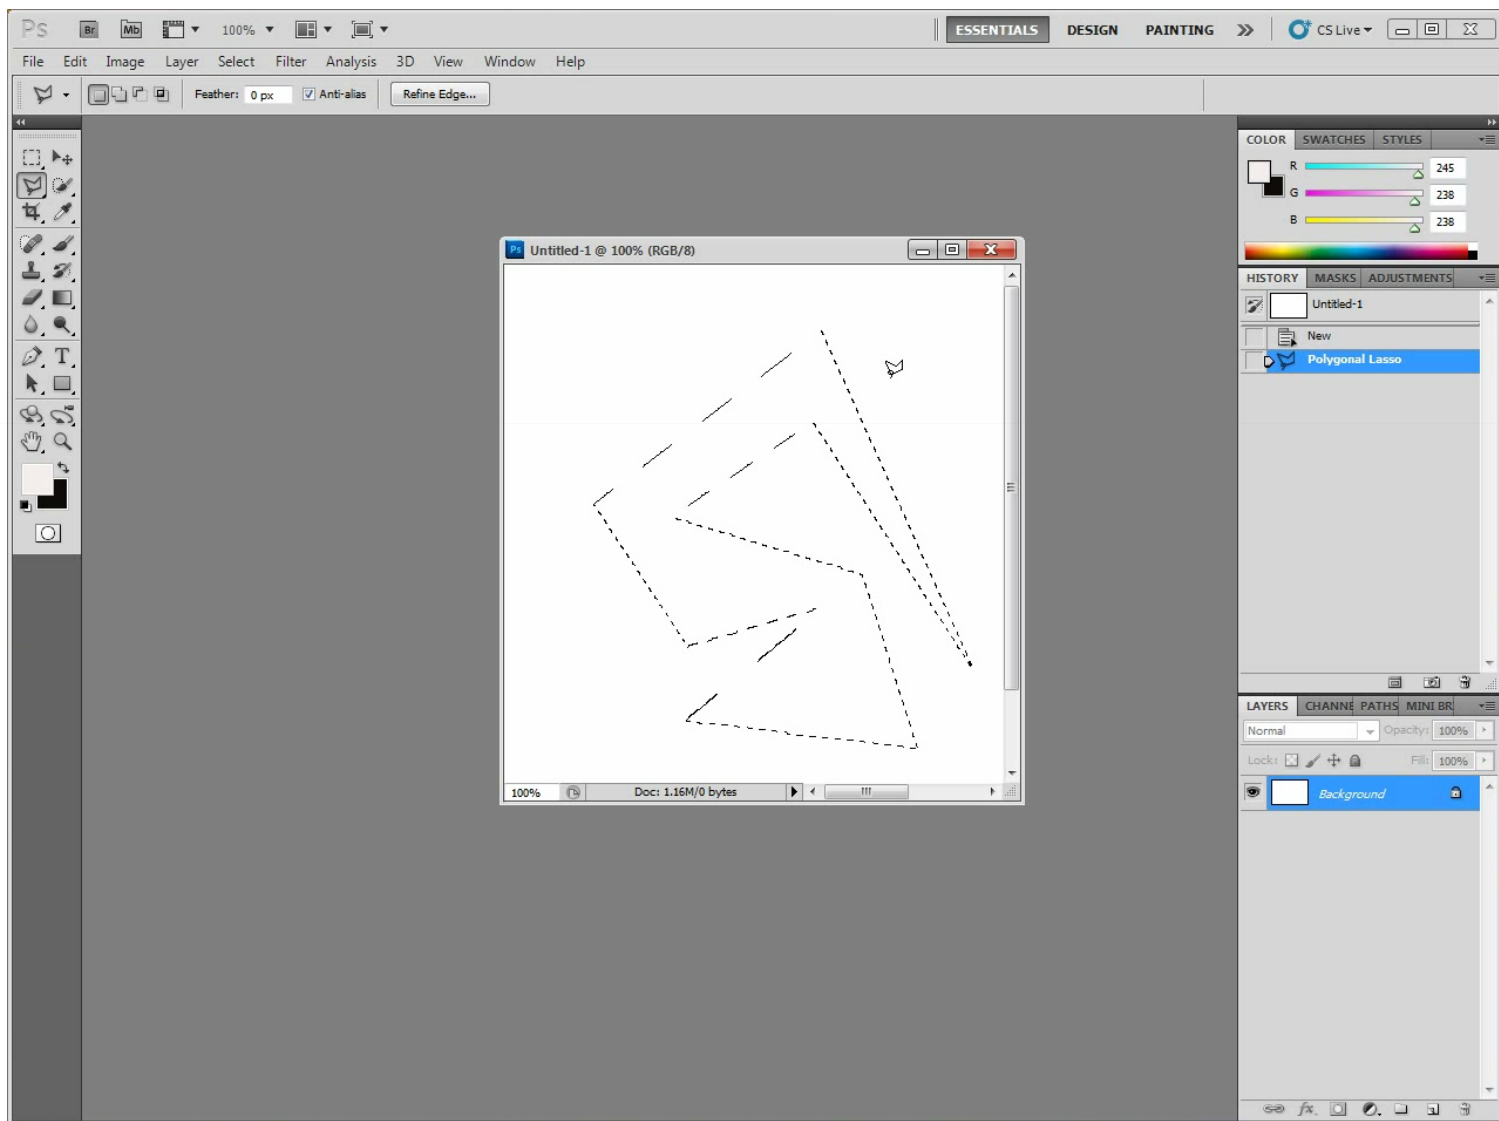 Ps Br Mb 100% ESSENTIALS DESIGN PAINTING CS Live
File Edit Image Layer Select Filter Analysis 3D View Window Help
Feather: 0 px Anti-alias Refine Edge...
COLOR SWATCHES STYLES
R 245
G 238
B 238
Ps Untitled-1 @ 100% (RGB/8)
HISTORY MASKS ADJUSTMENTS
Untitled-1
New
Polygonal Lasso
T
LAYERS CHANNE PATHS MINI BR
Normal Opacity: 100%
Lock: Fill: 100%
100% Doc: 1.16M/0 bytes
Background
fx